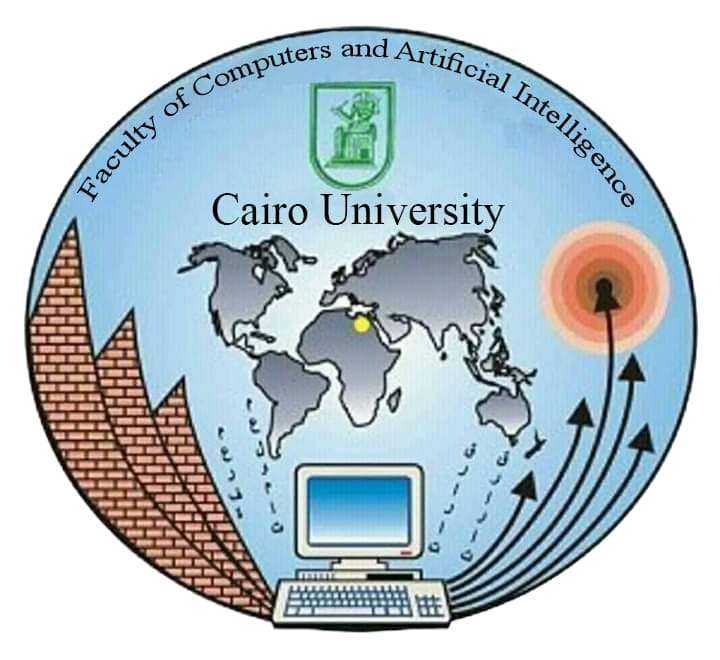 Faculty of Computers and Artificial Intelligence
Cairo University